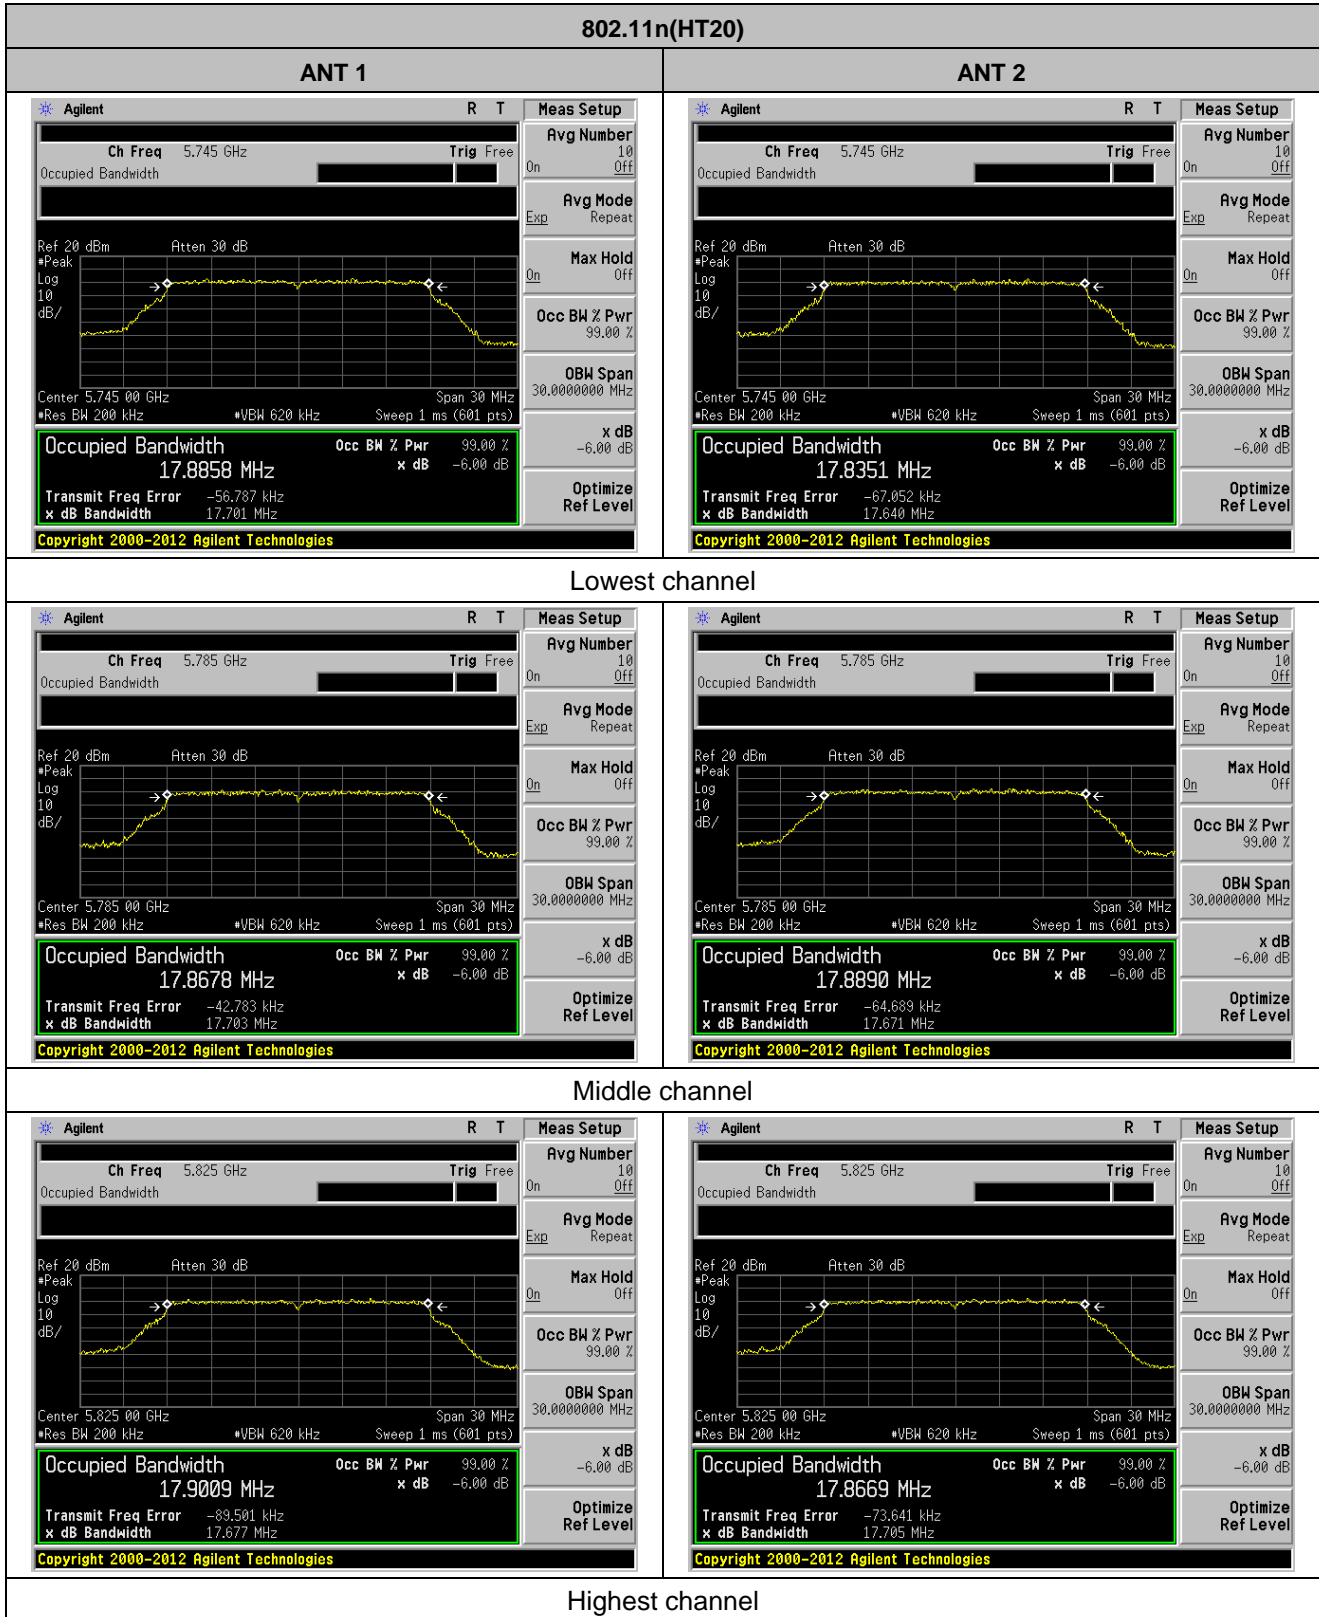 802.11n(HT20)
ANT 1
ANT 2
Agilent R T Meas Setup
Ch Freq 5.745 GHz Trig Free
Occupied Bandwidth
Ref 20 dBm Atten 30 dB
#Peak
Log
10
dB/
Center 5.745 00 GHz Span 30 MHz
#Res BW 200 kHz #VBW 620 kHz Sweep 1 ms (601 pts)
Occupied Bandwidth Occ BW % Pwr 99.00 %
17.8858 MHz x dB -6.00 dB
Transmit Freq Error -56.787 kHz
x dB Bandwidth 17.701 MHz
Copyright 2000-2012 Agilent Technologies
Avg Number
10
On Off
Avg Mode
Exp Repeat
Max Hold
On Off
Occ BW % Pwr
99.00 %
OBW Span
30.0000000 MHz
x dB
-6.00 dB
Optimize
Ref Level
Agilent R T Meas Setup
Ch Freq 5.745 GHz Trig Free
Occupied Bandwidth
Ref 20 dBm Atten 30 dB
#Peak
Log
10
dB/
Center 5.745 00 GHz Span 30 MHz
#Res BW 200 kHz #VBW 620 kHz Sweep 1 ms (601 pts)
Occupied Bandwidth Occ BW % Pwr 99.00 %
17.8351 MHz x dB -6.00 dB
Transmit Freq Error -67.052 kHz
x dB Bandwidth 17.640 MHz
Copyright 2000-2012 Agilent Technologies
Avg Number
10
On Off
Avg Mode
Exp Repeat
Max Hold
On Off
Occ BW % Pwr
99.00 %
OBW Span
30.0000000 MHz
x dB
-6.00 dB
Optimize
Ref Level
Lowest channel
Agilent R T Meas Setup
Ch Freq 5.785 GHz Trig Free
Occupied Bandwidth
Ref 20 dBm Atten 30 dB
#Peak
Log
10
dB/
Center 5.785 00 GHz Span 30 MHz
#Res BW 200 kHz #VBW 620 kHz Sweep 1 ms (601 pts)
Occupied Bandwidth Occ BW % Pwr 99.00 %
17.8678 MHz x dB -6.00 dB
Transmit Freq Error -42.783 kHz
x dB Bandwidth 17.703 MHz
Copyright 2000-2012 Agilent Technologies
Avg Number
10
On Off
Avg Mode
Exp Repeat
Max Hold
On Off
Occ BW % Pwr
99.00 %
OBW Span
30.0000000 MHz
x dB
-6.00 dB
Optimize
Ref Level
Agilent R T Meas Setup
Ch Freq 5.785 GHz Trig Free
Occupied Bandwidth
Ref 20 dBm Atten 30 dB
#Peak
Log
10
dB/
Center 5.785 00 GHz Span 30 MHz
#Res BW 200 kHz #VBW 620 kHz Sweep 1 ms (601 pts)
Occupied Bandwidth Occ BW % Pwr 99.00 %
17.8890 MHz x dB -6.00 dB
Transmit Freq Error -64.689 kHz
x dB Bandwidth 17.671 MHz
Copyright 2000-2012 Agilent Technologies
Avg Number
10
On Off
Avg Mode
Exp Repeat
Max Hold
On Off
Occ BW % Pwr
99.00 %
OBW Span
30.0000000 MHz
x dB
-6.00 dB
Optimize
Ref Level
Middle channel
Agilent R T Meas Setup
Ch Freq 5.825 GHz Trig Free
Occupied Bandwidth
Ref 20 dBm Atten 30 dB
#Peak
Log
10
dB/
Center 5.825 00 GHz Span 30 MHz
#Res BW 200 kHz #VBW 620 kHz Sweep 1 ms (601 pts)
Occupied Bandwidth Occ BW % Pwr 99.00 %
17.9009 MHz x dB -6.00 dB
Transmit Freq Error -89.501 kHz
x dB Bandwidth 17.677 MHz
Copyright 2000-2012 Agilent Technologies
Avg Number
10
On Off
Avg Mode
Exp Repeat
Max Hold
On Off
Occ BW % Pwr
99.00 %
OBW Span
30.0000000 MHz
x dB
-6.00 dB
Optimize
Ref Level
Agilent R T Meas Setup
Ch Freq 5.825 GHz Trig Free
Occupied Bandwidth
Ref 20 dBm Atten 30 dB
#Peak
Log
10
dB/
Center 5.825 00 GHz Span 30 MHz
#Res BW 200 kHz #VBW 620 kHz Sweep 1 ms (601 pts)
Occupied Bandwidth Occ BW % Pwr 99.00 %
17.8669 MHz x dB -6.00 dB
Transmit Freq Error -73.641 kHz
x dB Bandwidth 17.705 MHz
Copyright 2000-2012 Agilent Technologies
Avg Number
10
On Off
Avg Mode
Exp Repeat
Max Hold
On Off
Occ BW % Pwr
99.00 %
OBW Span
30.0000000 MHz
x dB
-6.00 dB
Optimize
Ref Level
Highest channel